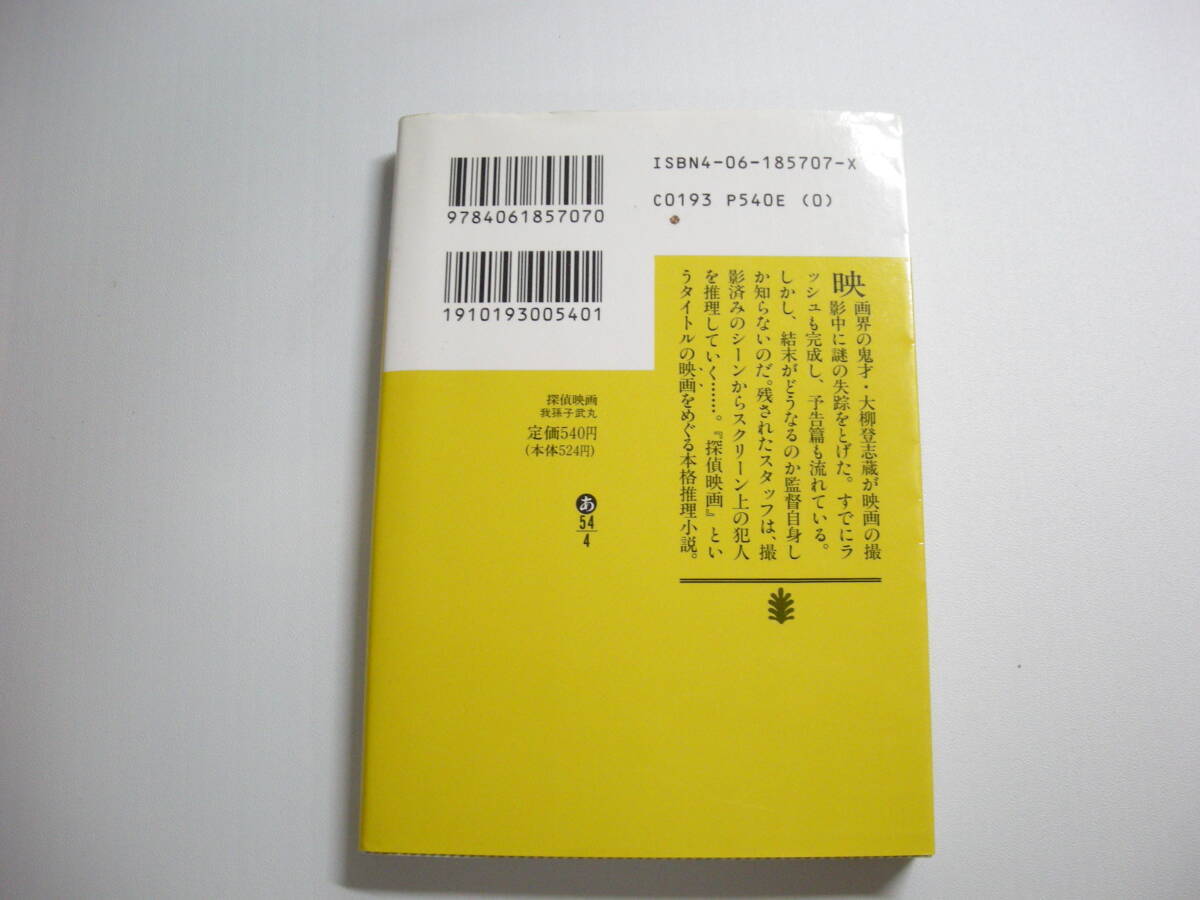 ISBN4-06-185707-X
C0193 P540E (0)
9784061857070
1910193005401
映画界の鬼才・大柳登志蔵が映画の撮
影中に謎の失踪をとげた。すでにラ
ッシュも完成し、予告篇も流れている。
しかし、結末がどうなるのか監督自身し
か知らないのだ。残されたスタッフは、撮
影済みのシーンからスクリーン上の犯人
を推理していく……。『探偵映画』とい
うタイトルの映画をめぐる本格推理小説。
探偵映画
我孫子武丸
定価540円
(本体524円)
あ
54
4